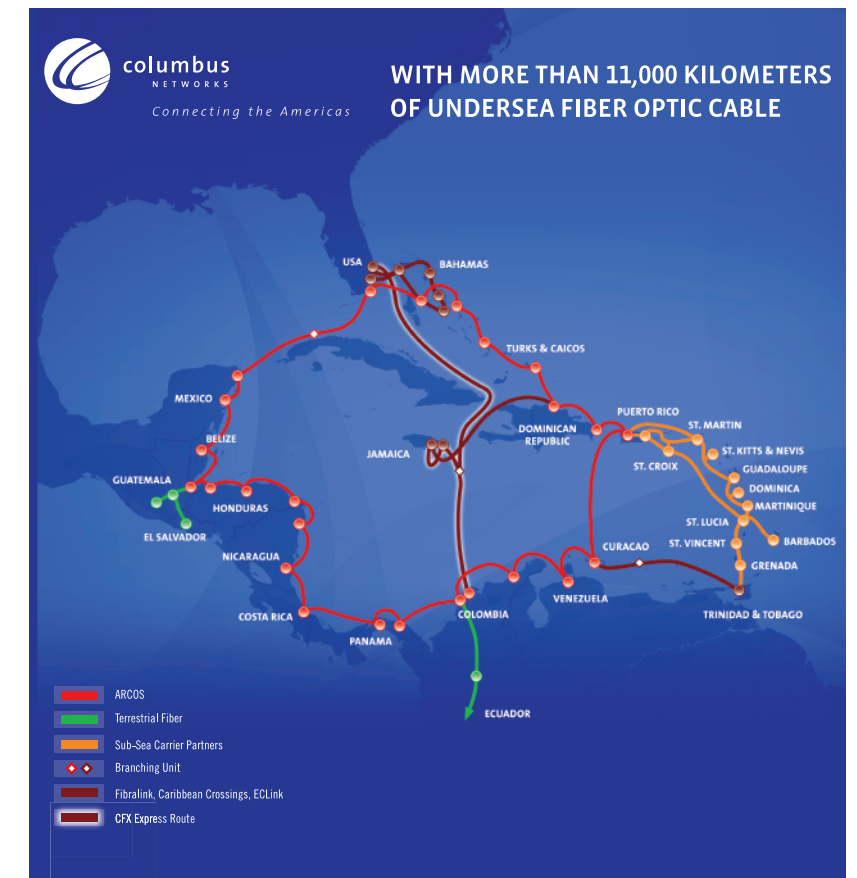 columbus
NETWORKS
Connecting the Americas
WITH MORE THAN 11,000 KILOMETERS
OF UNDERSEA FIBER OPTIC CABLE
USA
BAHAMAS
TURKS & CAICOS
MEXICO
PUERTO RICO
DOMINICAN
REPUBLIC
ST. MARTIN
BELIZE
JAMAICA
ST. KITTS & NEVIS
ST. CROIX
GUADALOUPE
GUATEMALA
DOMINICA
HONDURAS
MARTINIQUE
ST. LUCIA
EL SALVADOR
ST. VINCENT
BARBADOS
CURACAO
NICARAGUA
GRENADA
VENEZUELA
COSTA RICA
COLOMBIA
TRINIDAD & TOBAGO
PANAMA
ECUADOR
ARCOS
Terrestrial Fiber
Sub-Sea Carrier Partners
Branching Unit
Fibralink, Caribbean Crossings, ECLink
CFX Express Route